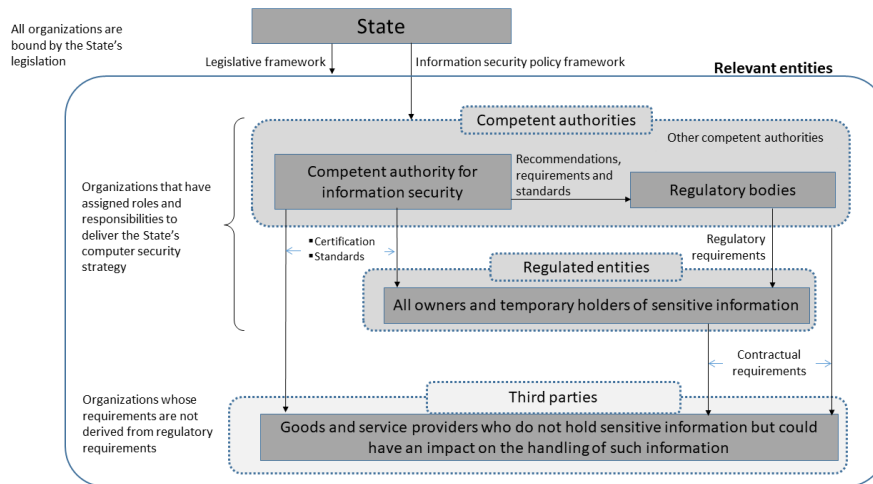 All organizations are
bound by the State's
legislation
State
Legislative framework
Information security policy framework
Relevant entities
Competent authorities
Other competent authorities
Organizations that have
assigned roles and
responsibilities to
deliver the State's
computer security
strategy
Competent authority for
information security
Recommendations,
requirements and
standards
Regulatory bodies
▪Certification
▪Standards
Regulatory
requirements
Regulated entities
All owners and temporary holders of sensitive information
Contractual
requirements
Organizations whose
requirements are not
derived from regulatory
requirements
Third parties
Goods and service providers who do not hold sensitive information but could
have an impact on the handling of such information